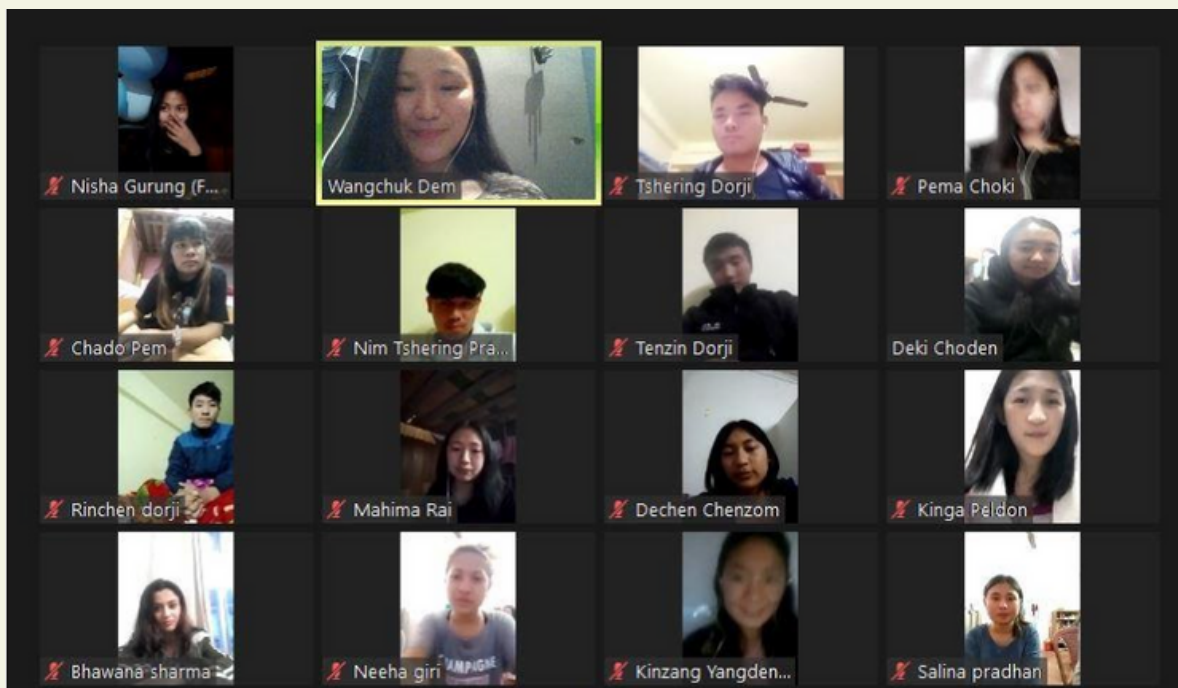 Nisha Gurung (F...
Wangchuk Dem
Tshering Dorji
Pema Choki
Chado Pem
Nim Tshering Pra...
Tenzin Dorji
Deki Choden
Rinchen dorji
Mahima Rai
Dechen Chenzom
Kinga Peldon
Bhawana sharma
Neeha giri
Kinzang Yangden...
Salina pradhan
CHAMPAGNE